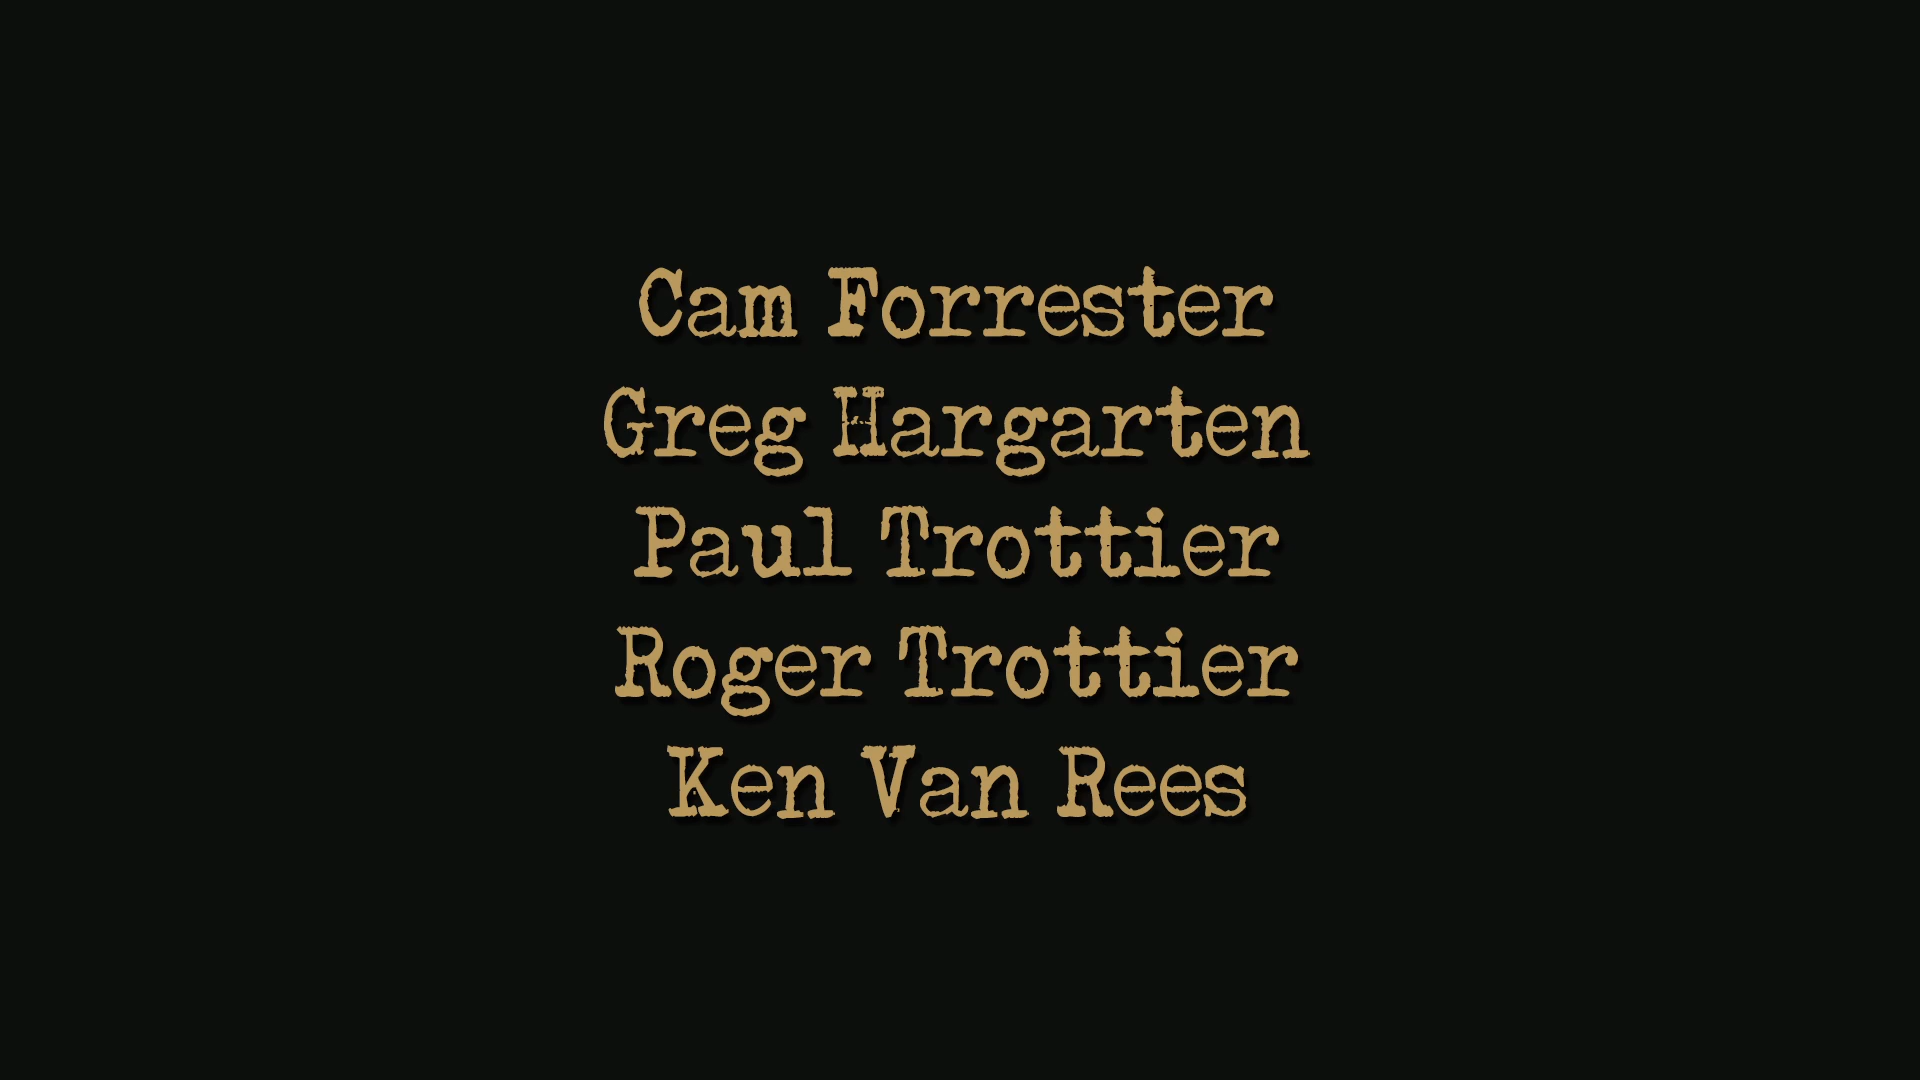 Cam Forrester
Greg Hargarten
Paul Trottier
Roger Trottier
Ken Van Rees